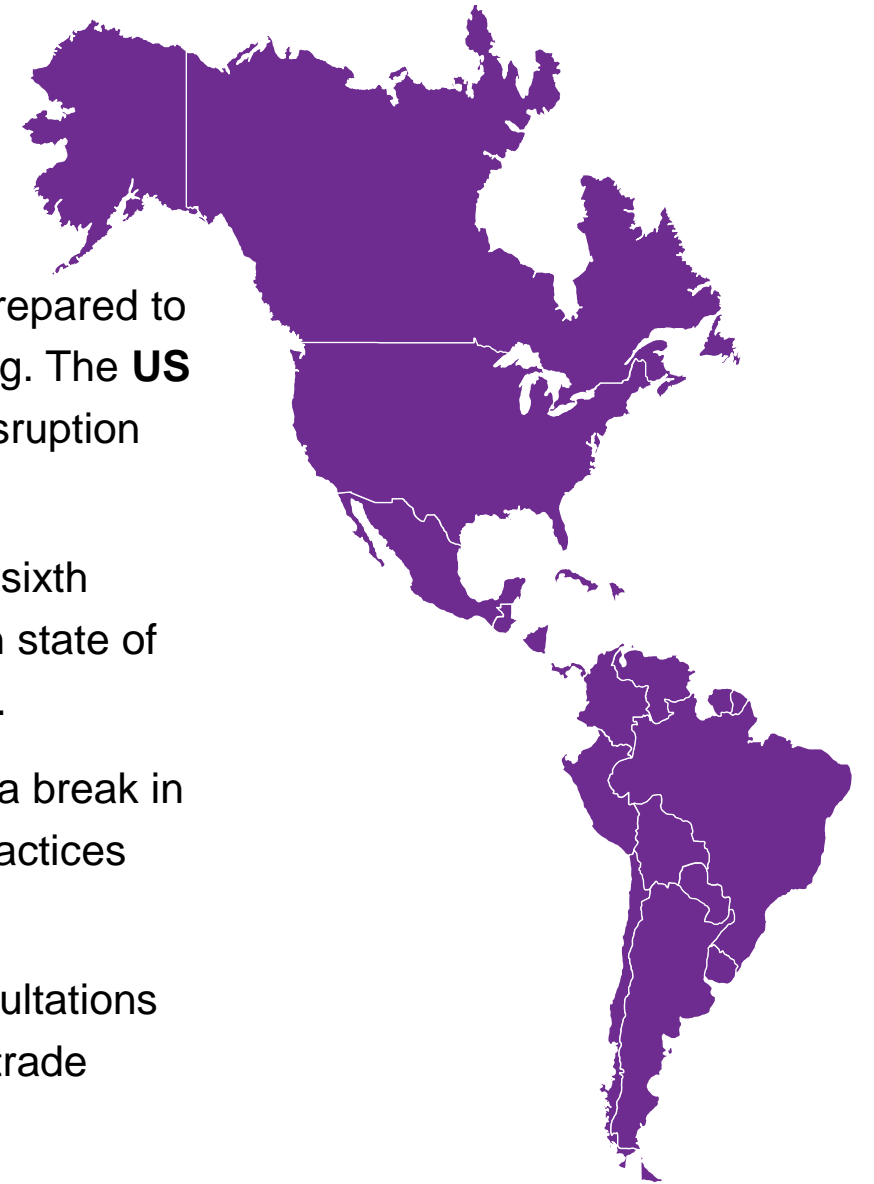 repared to
g. The US
sruption
sixth
n state of
.
a break in
actices
ultations
trade